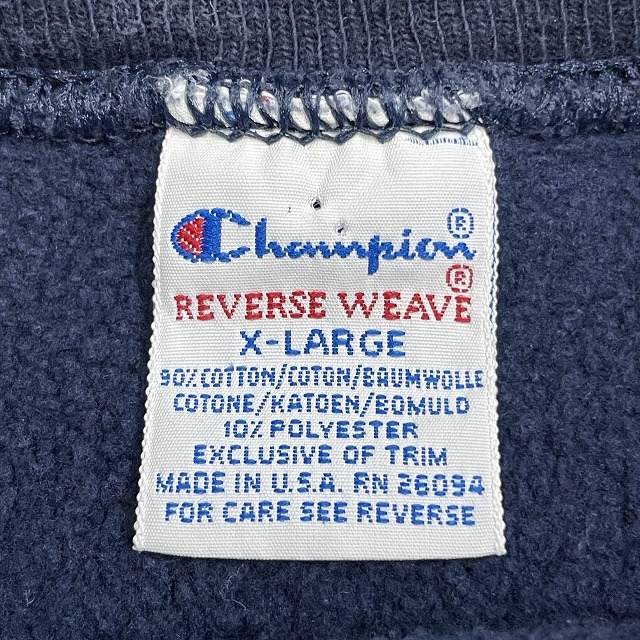 Champion®
REVERSE WEAVE®
X-LARGE
90% COTTON/COTON/BAUMWOLLE
COTONE/KATOEN/BOMULD
10% POLYESTER
EXCLUSIVE OF TRIM
MADE IN U.S.A. RN 26094
FOR CARE SEE REVERSE